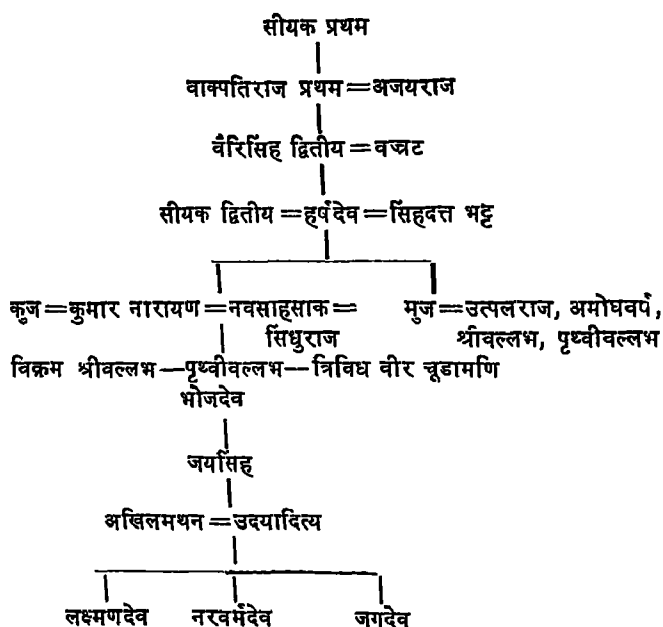 सीयक प्रथम
वाक्पतिराज प्रथम=अजयराज
वैरिसिंह द्वितीय=वज्रट
सीयक द्वितीय=हर्षदेव=सिंहदत्त भट्ट
कुज=कुमार नारायण=नवसाहसाक= मुज=उत्पलराज, अमोघवर्ष,
सिंधुराज श्रीवल्लभ, पृथ्वीवल्लभ
विक्रम श्रीवल्लभ—पृथ्वीवल्लभ—त्रिविध वीर चूडामणि
भोजदेव
जयसिंह
अखिलमथन=उदयादित्य
लक्ष्मणदेव नरवर्मदेव जगदेव